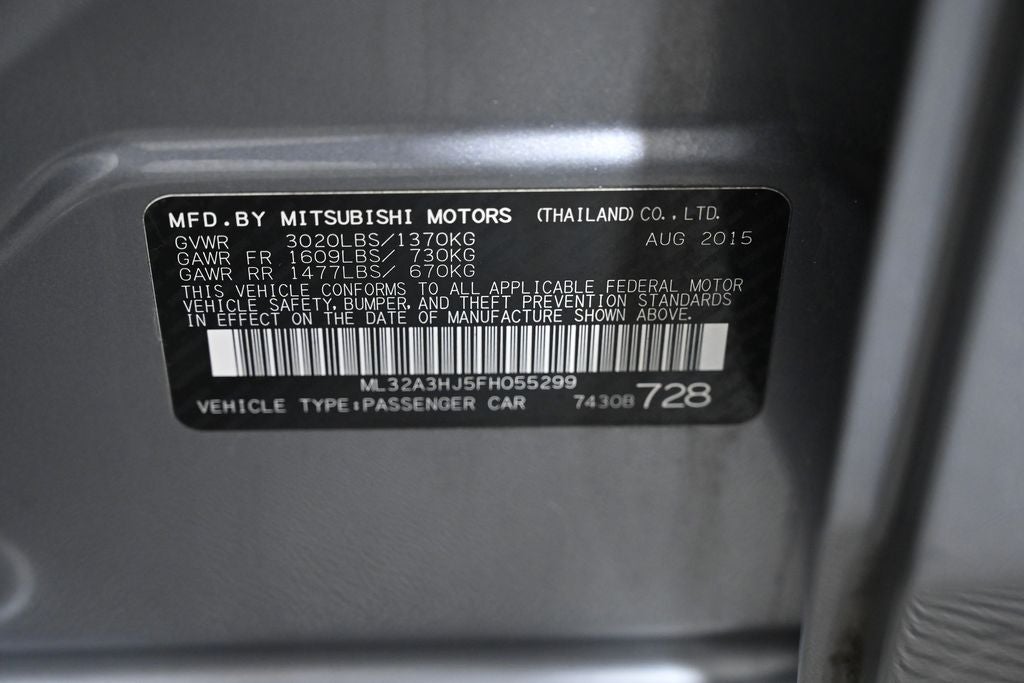 MFD.BY MITSUBISHI MOTORS (THAILAND) CO., LTD.
GVWR 3020LBS/1370KG AUG 2015
GAWR FR 1609LBS/ 730KG
GAWR RR 1477LBS/ 670KG
THIS VEHICLE CONFORMS TO ALL APPLICABLE FEDERAL MOTOR
VEHICLE SAFETY, BUMPER, AND THEFT PREVENTION STANDARDS
IN EFFECT ON THE DATE OF MANUFACTURE SHOWN ABOVE.
ML32A3HJ5FH055299
VEHICLE TYPE:PASSENGER CAR 7430B 728